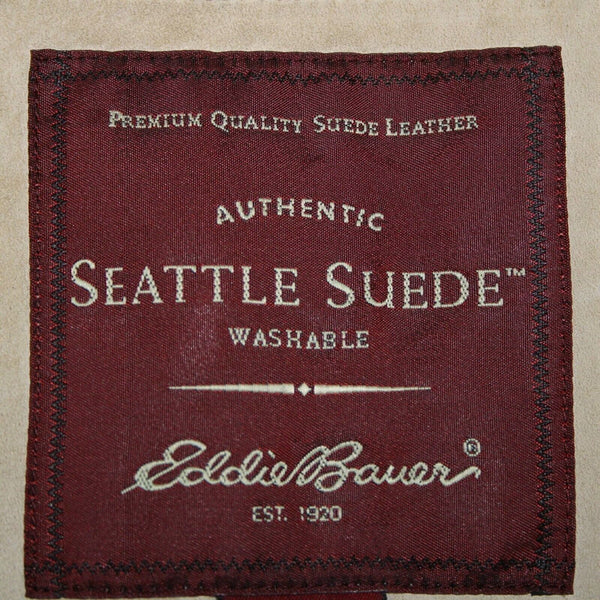 PREMIUM QUALITY SUEDE LEATHER
AUTHENTIC
SEATTLE SUEDE™
WASHABLE
Eddie Bauer®
EST. 1920